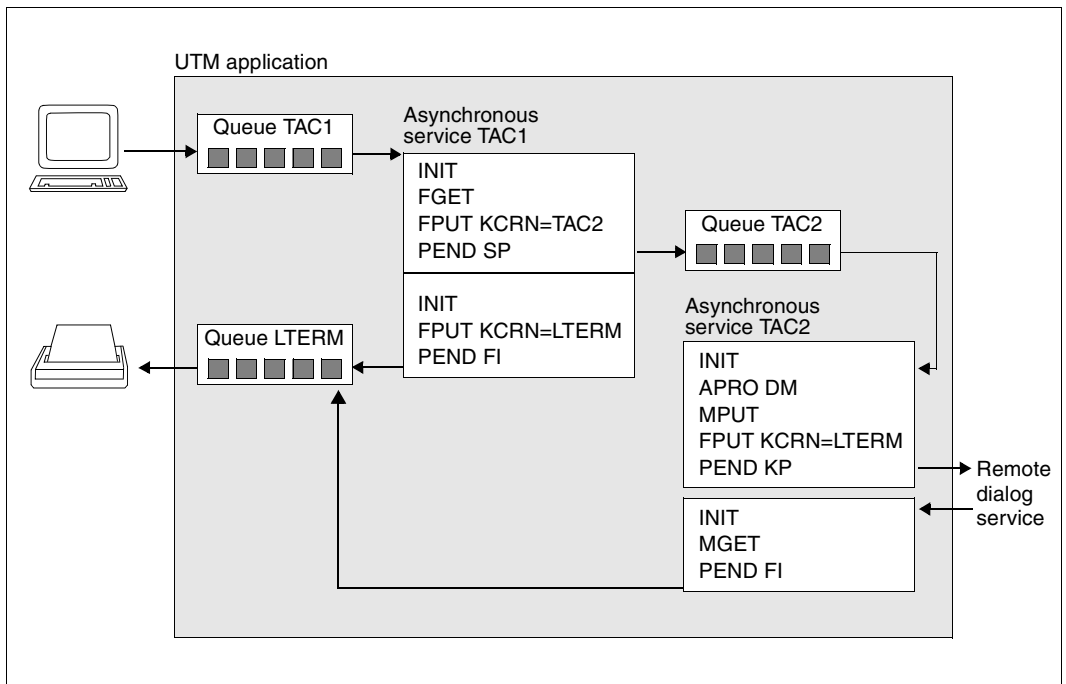 UTM application
Queue TAC1
Asynchronous
service TAC1
INIT
FGET
FPUT KCRN=TAC2
PEND SP
Queue TAC2
INIT
FPUT KCRN=LTERM
PEND FI
Queue LTERM
Asynchronous
service TAC2
INIT
APRO DM
MPUT
FPUT KCRN=LTERM
PEND KP
Remote
dialog
service
INIT
MGET
PEND FI